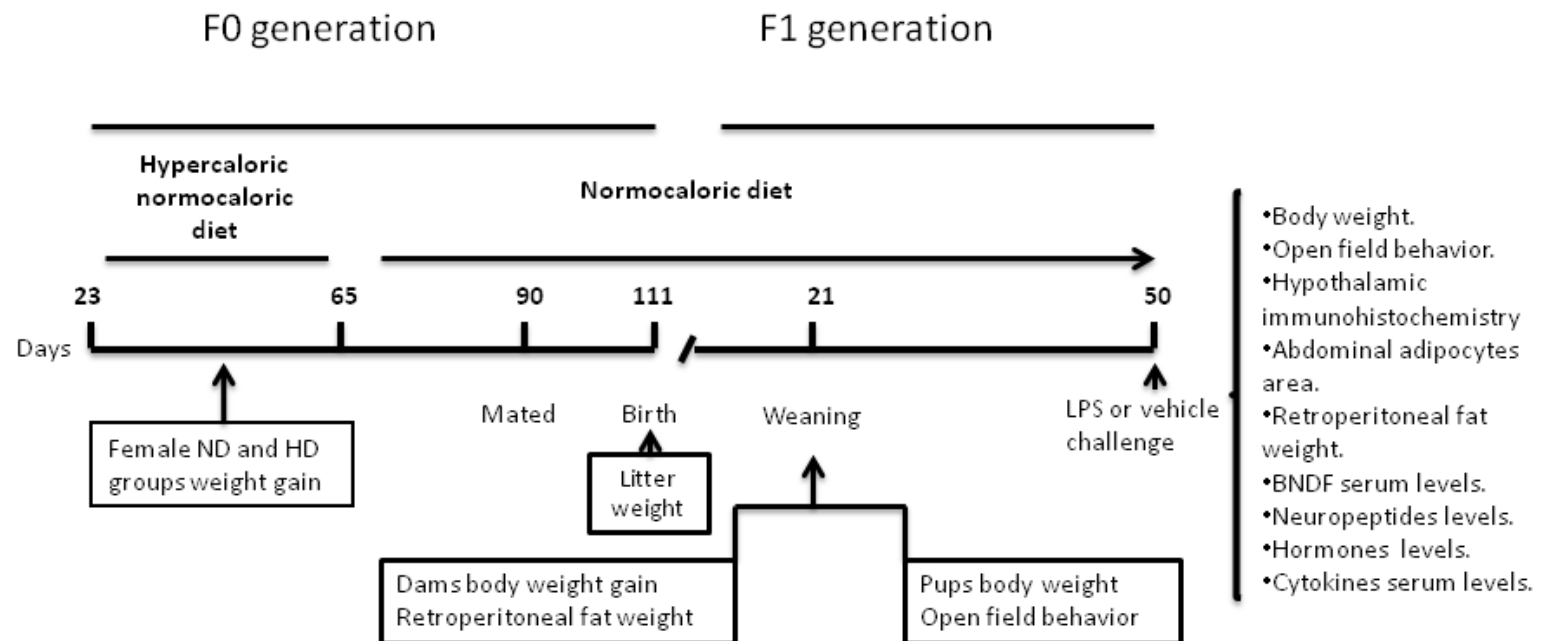 F0 generation
F1 generation
Hypercaloric
normocaloric
diet
Normocaloric diet
23
65
90
111
21
50
Days
Mated
Birth
Weaning
LPS or vehicle
challenge
Female ND and HD
groups weight gain
Litter
weight
Dams body weight gain
Retroperitoneal fat weight
Pups body weight
Open field behavior
•Body weight.
•Open field behavior.
•Hypothalamic
immunohistochemistry
•Abdominal adipocytes
area.
•Retroperitoneal fat
weight.
•BNDF serum levels.
•Neuropeptides levels.
•Hormones levels.
•Cytokines serum levels.